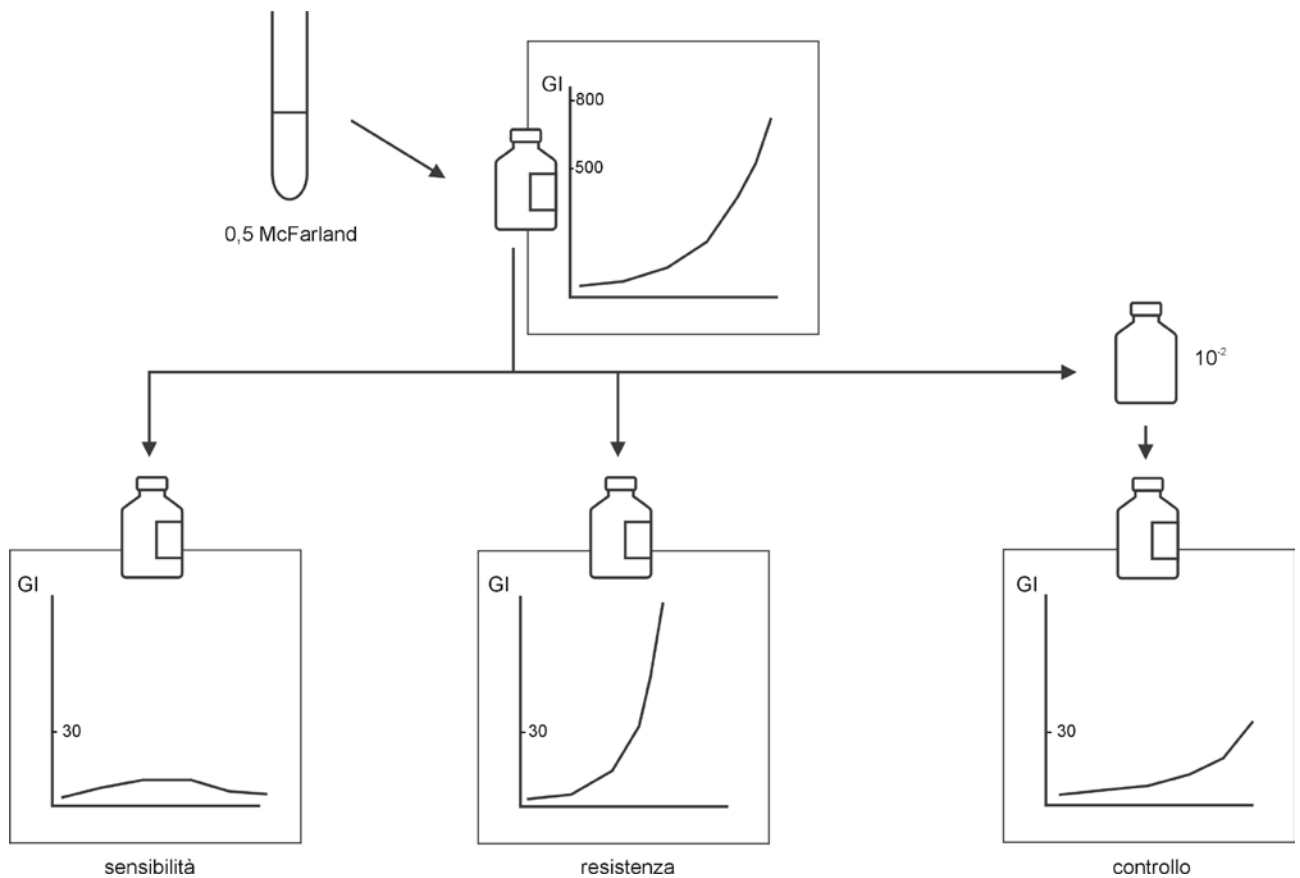 GI
800
500
0,5 McFarland
10⁻²
GI
30
sensibilità
GI
30
resistenza
GI
30
controllo